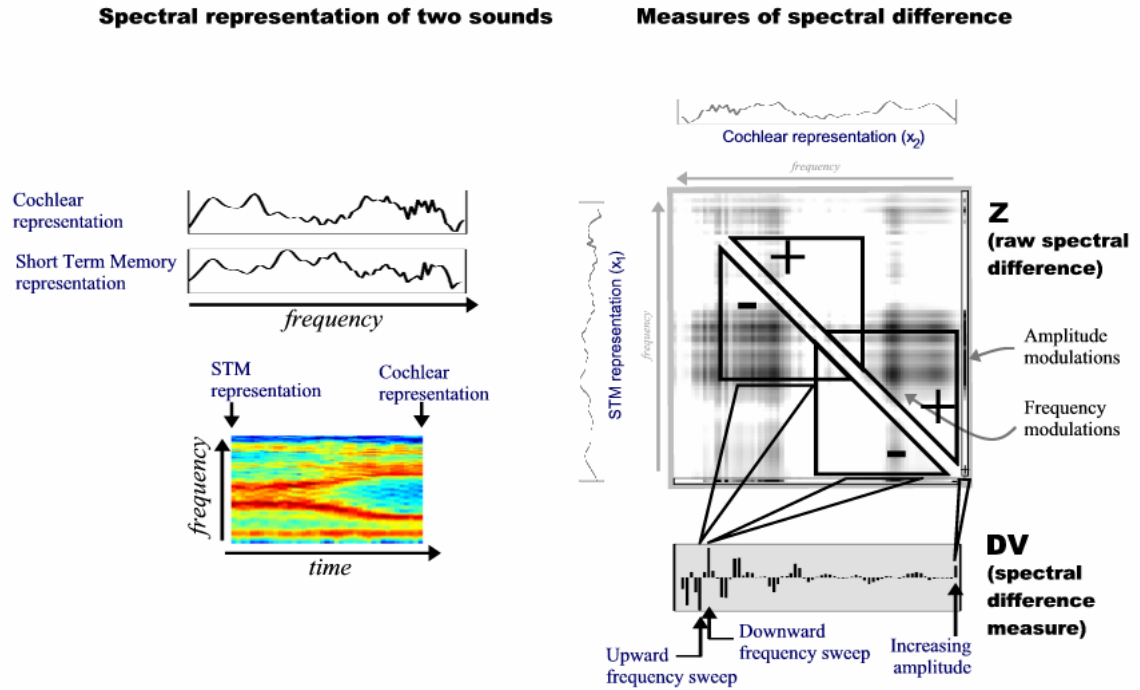 Spectral representation of two sounds
Measures of spectral difference
Cochlear
representation
Short Term Memory
representation
frequency
STM
representation
Cochlear
representation
frequency
time
Cochlear representation (x2)
frequency
STM representation (x1)
frequency
+
-
+
-
+
Z
(raw spectral
difference)
Amplitude
modulations
Frequency
modulations
DV
(spectral
difference
measure)
Upward
frequency sweep
Downward
frequency sweep
Increasing
amplitude